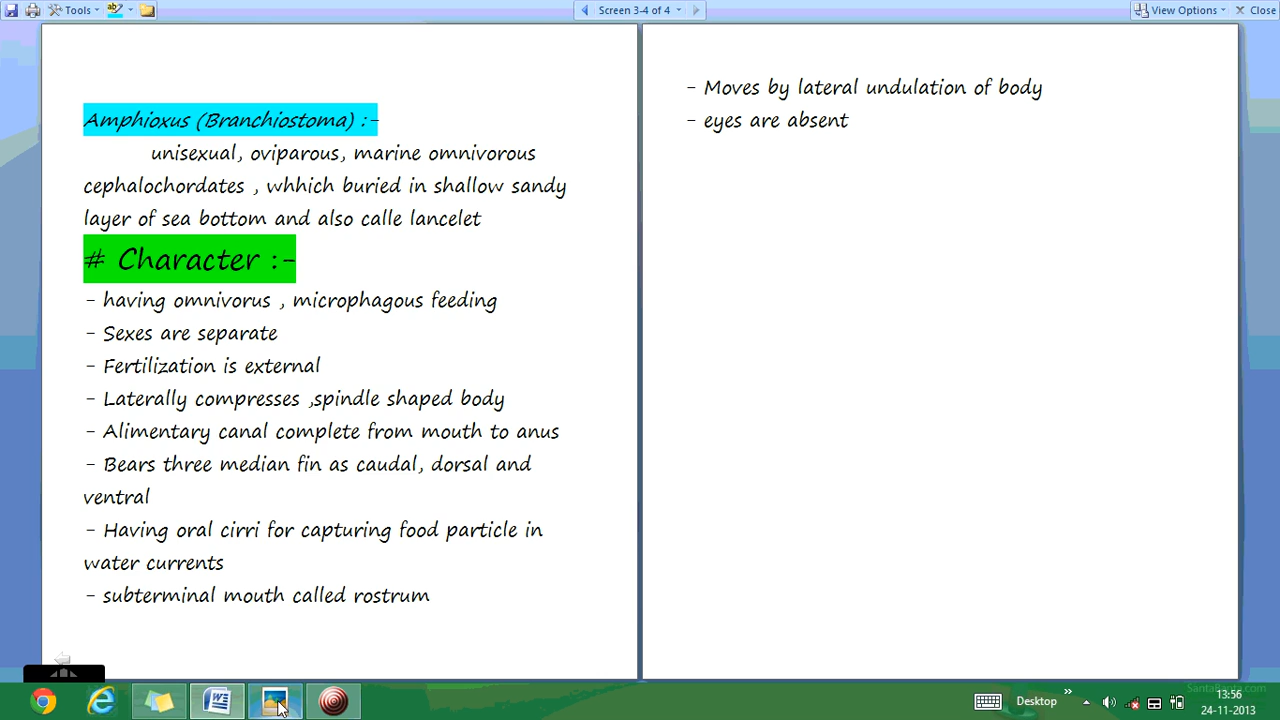 Tools
Screen 3-4 of 4
View Options
Close
Amphioxus (Branchiostoma) :-
unisexual, oviparous, marine omnivorous
cephalochordates , whhich buried in shallow sandy
layer of sea bottom and also calle lancelet
# Character :-
- having omnivorus , microphagous feeding
- Sexes are separate
- Fertilization is external
- Laterally compresses ,spindle shaped body
- Alimentary canal complete from mouth to anus
- Bears three median fin as caudal, dorsal and
ventral
- Having oral cirri for capturing food particle in
water currents
- subterminal mouth called rostrum
- Moves by lateral undulation of body
- eyes are absent
Desktop
13:56
24-11-2013